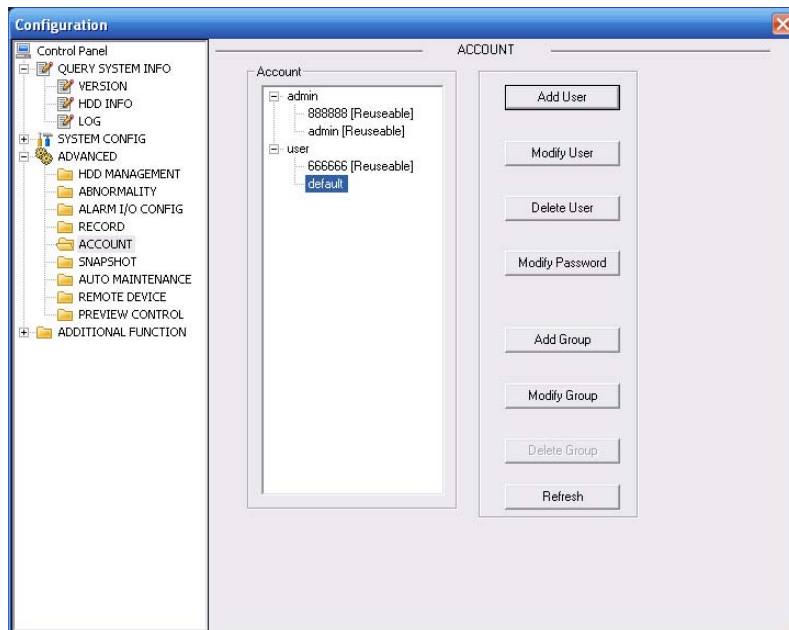 Configuration
Control Panel
QUERY SYSTEM INFO
VERSION
HDD INFO
LOG
SYSTEM CONFIG
ADVANCED
HDD MANAGEMENT
ABNORMALITY
ALARM I/O CONFIG
RECORD
ACCOUNT
SNAPSHOT
AUTO MAINTENANCE
REMOTE DEVICE
PREVIEW CONTROL
ADDITIONAL FUNCTION
ACCOUNT
Account
admin
888888 [Reuseable]
admin [Reuseable]
user
666666 [Reuseable]
default
Add User
Modify User
Delete User
Modify Password
Add Group
Modify Group
Delete Group
Refresh